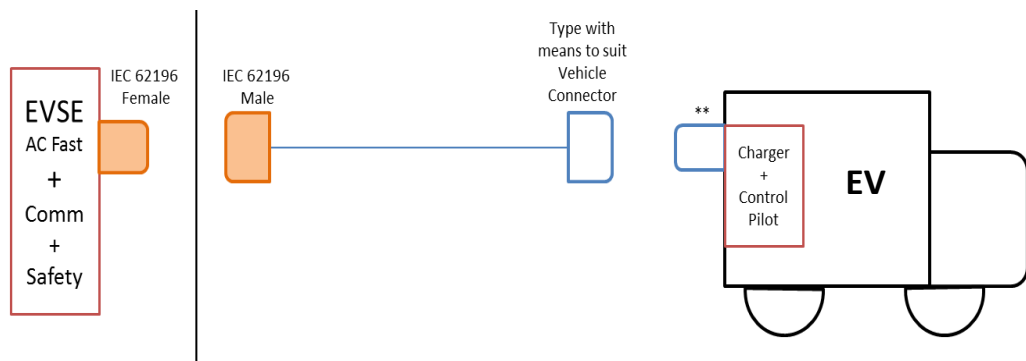 EVSE
AC Fast
+
Comm
+
Safety
IEC 62196
Female
IEC 62196
Male
Type with
means to suit
Vehicle
Connector
**
Charger
+
Control
Pilot
EV